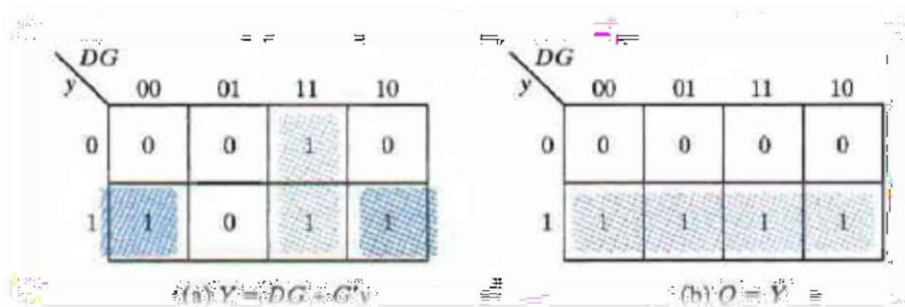 DG
y 00 01 11 10
0 0 0 1 0
1 1 0 1 1
(a) Y = DG + G'y
DG
y 00 01 11 10
0 0 0 0 0
1 1 1 1 1
(b) Q = Y